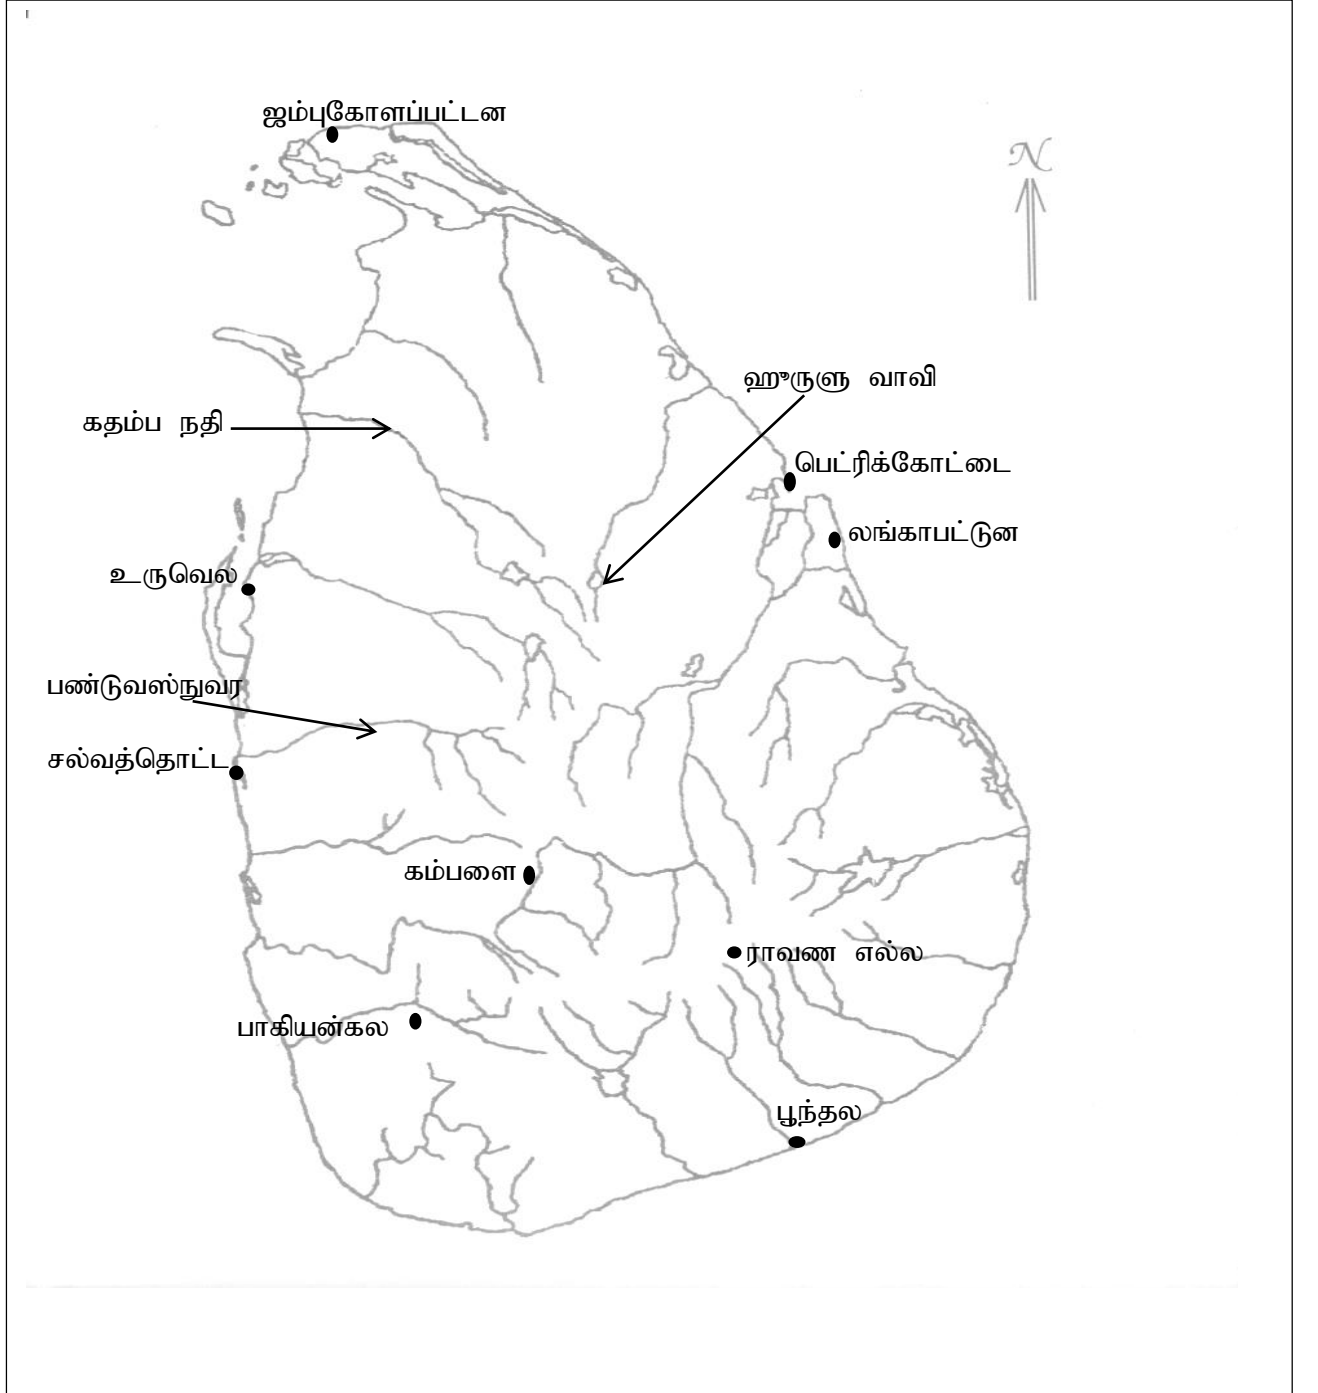 ஜம்புகோளப்பட்டன
N
ஹுருளு வாவி
கதம்ப நதி
பெட்ரிக்கோட்டை
லங்காபட்டுன
உருவெல
பண்டுவஸ்நுவர
சல்வத்தொட்ட
கம்பளை
ராவண எல்ல
பாகியன்கல
பூந்தல